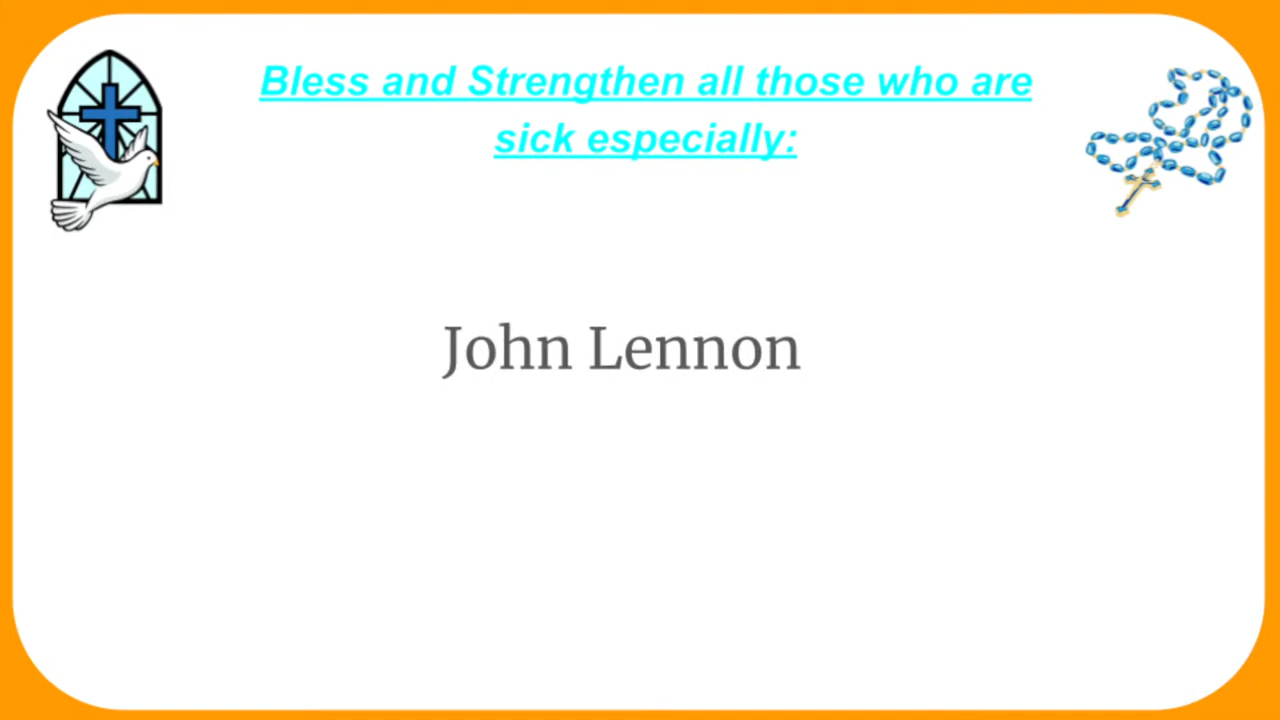 Bless and Strengthen all those who are
sick especially:
John Lennon